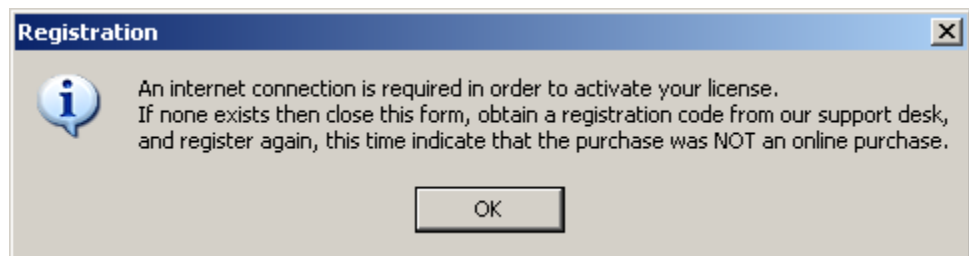 Registration
An internet connection is required in order to activate your license.
If none exists then close this form, obtain a registration code from our support desk,
and register again, this time indicate that the purchase was NOT an online purchase.
OK